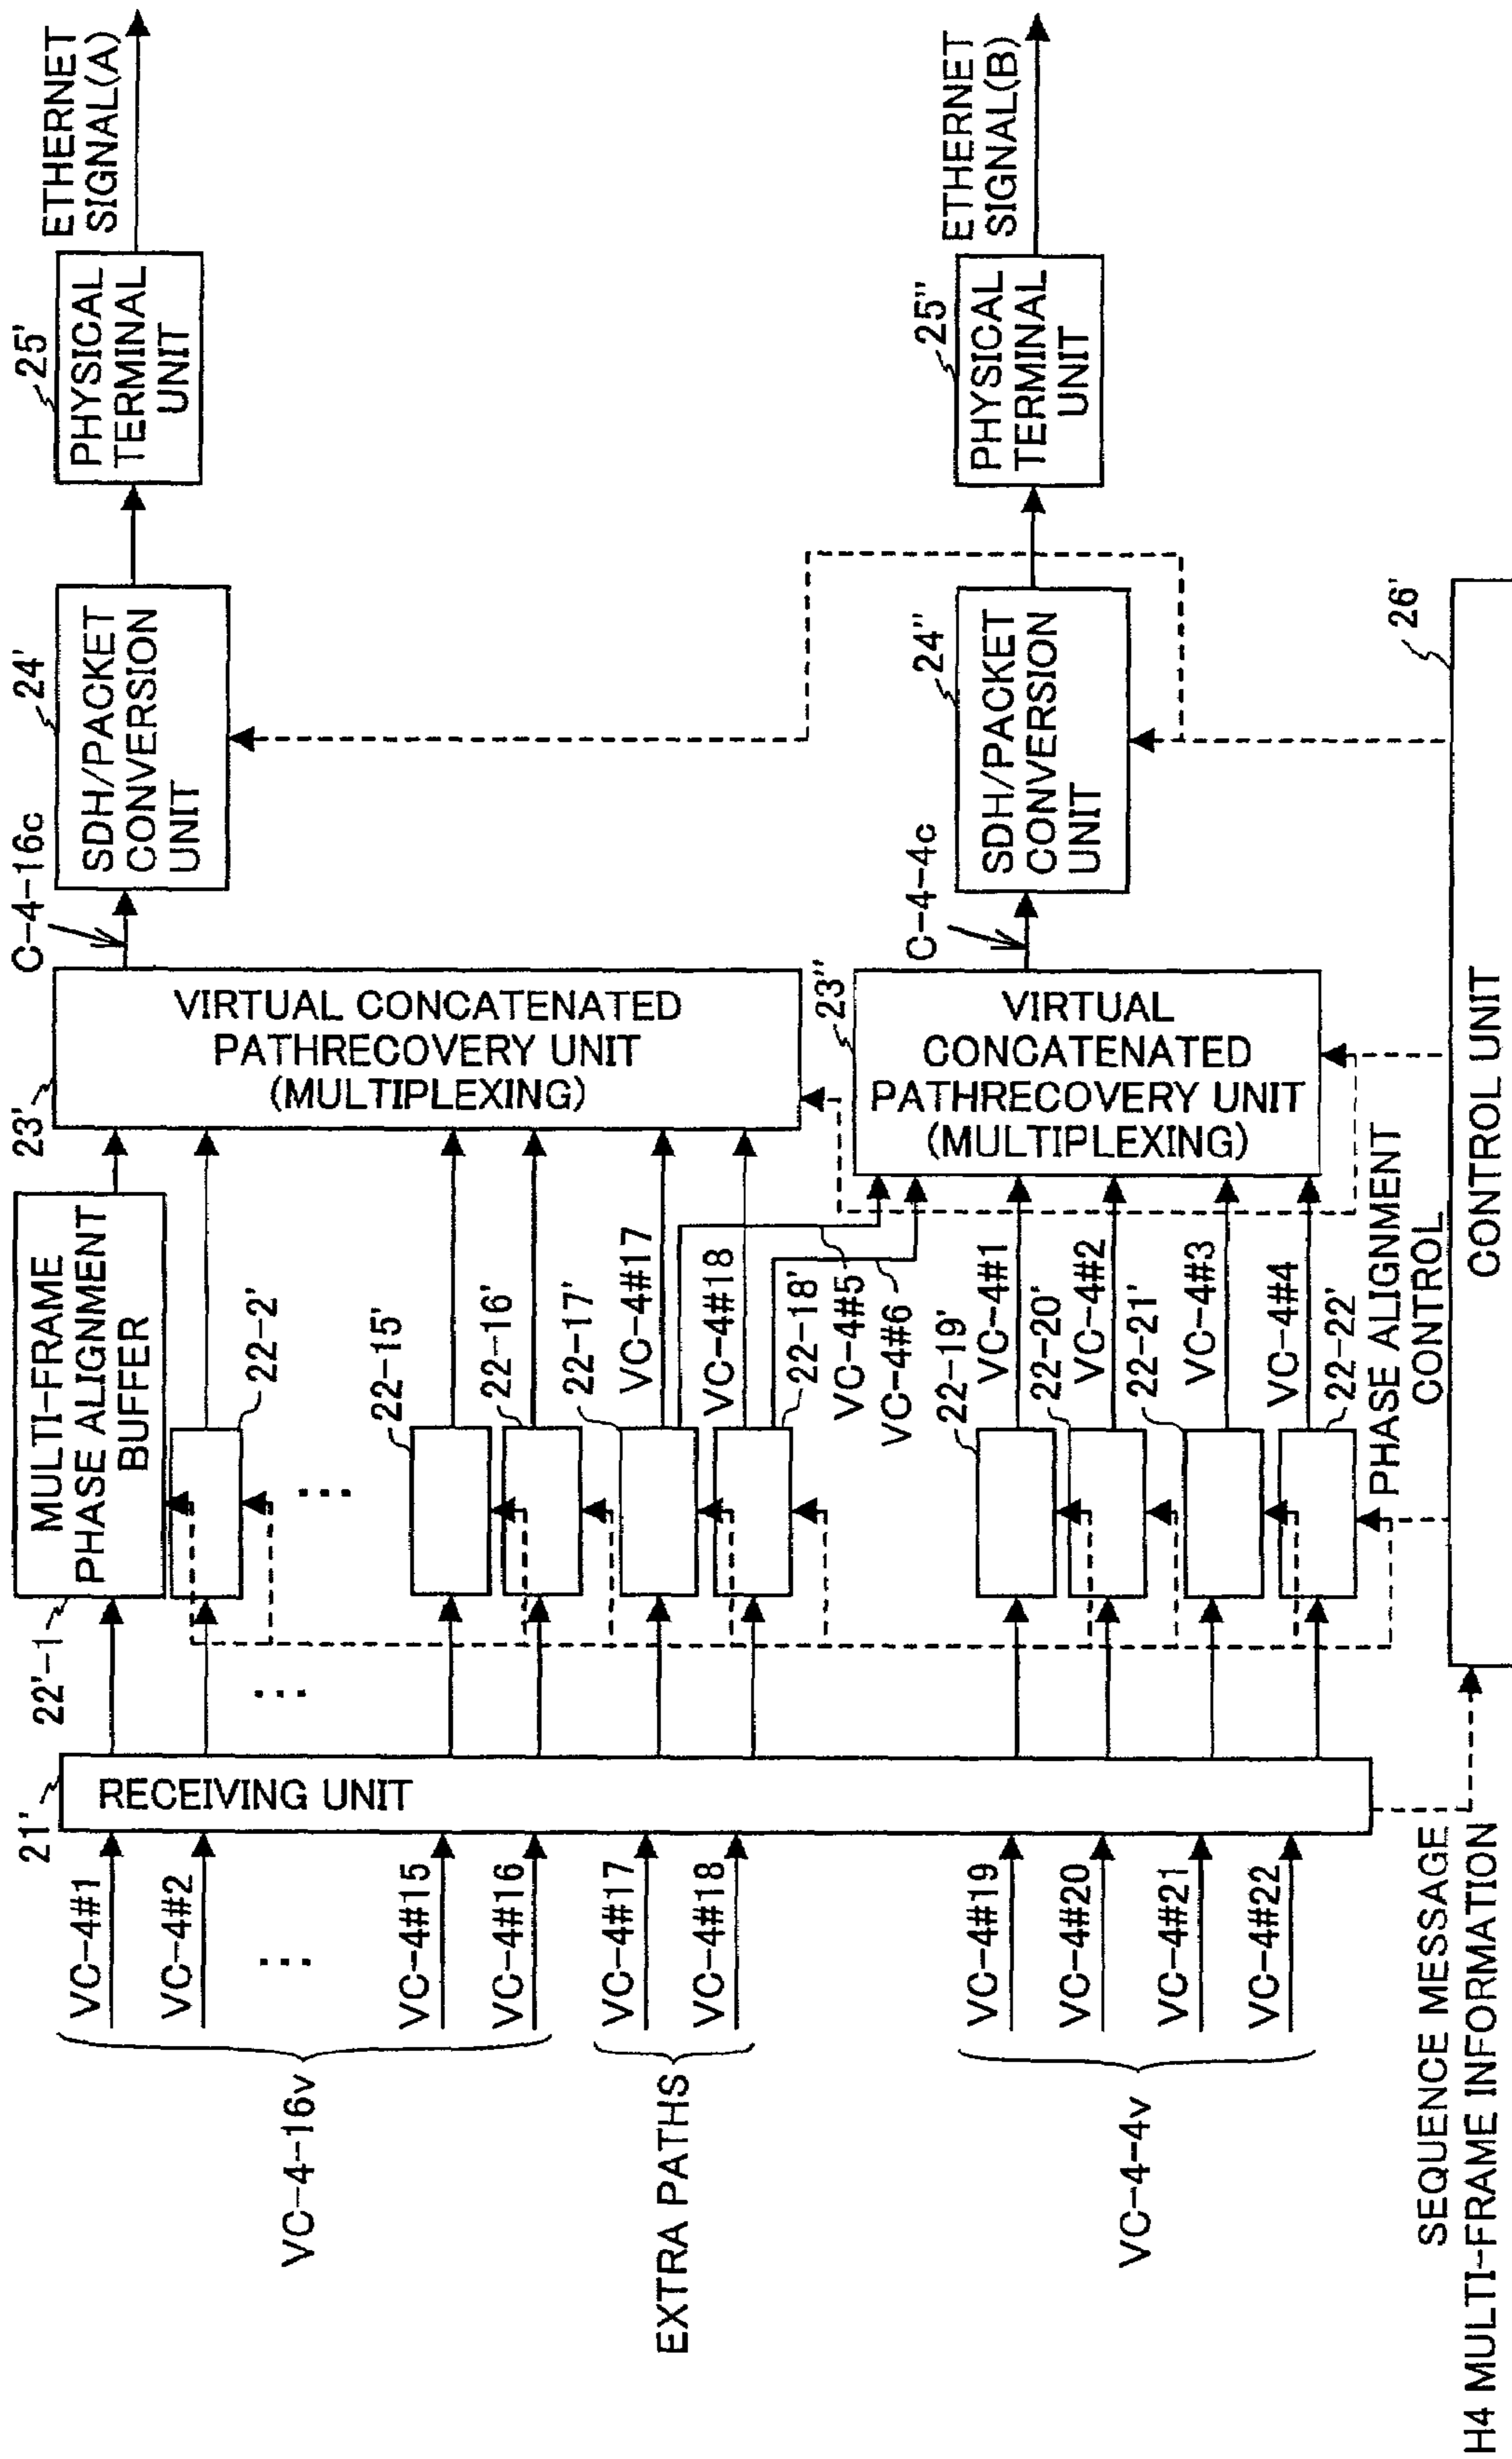 VC-4-16v
EXTRA PATHS
VC-4-4v
SEQUENCE MESSAGE
H4 MULTI-FRAME INFORMATION
VC-4#1
VC-4#2
...
VC-4#15
VC-4#16
VC-4#17
VC-4#18
VC-4#19
VC-4#20
VC-4#21
VC-4#22
21'
RECEIVING UNIT
...
22'-1
MULTI-FRAME
PHASE ALIGNMENT
BUFFER
22-2'
...
22-15'
22-16'
22-17'
VC-4#17
VC-4#18
22-18'
VC-4#5
VC-4#6
22-19'
VC-4#1
22-20'
VC-4#2
22-21'
VC-4#3
22-22'
VC-4#4
PHASE ALIGNMENT
CONTROL
23'
VIRTUAL CONCATENATED
PATHRECOVERY UNIT
(MULTIPLEXING)
23"
VIRTUAL
CONCATENATED
PATHRECOVERY UNIT
(MULTIPLEXING)
C-4-16c
C-4-4c
24'
SDH/PACKET
CONVERSION
UNIT
24"
SDH/PACKET
CONVERSION
UNIT
26'
CONTROL UNIT
25'
PHYSICAL
TERMINAL
UNIT
25"
PHYSICAL
TERMINAL
UNIT
ETHERNET
SIGNAL(A)
ETHERNET
SIGNAL(B)